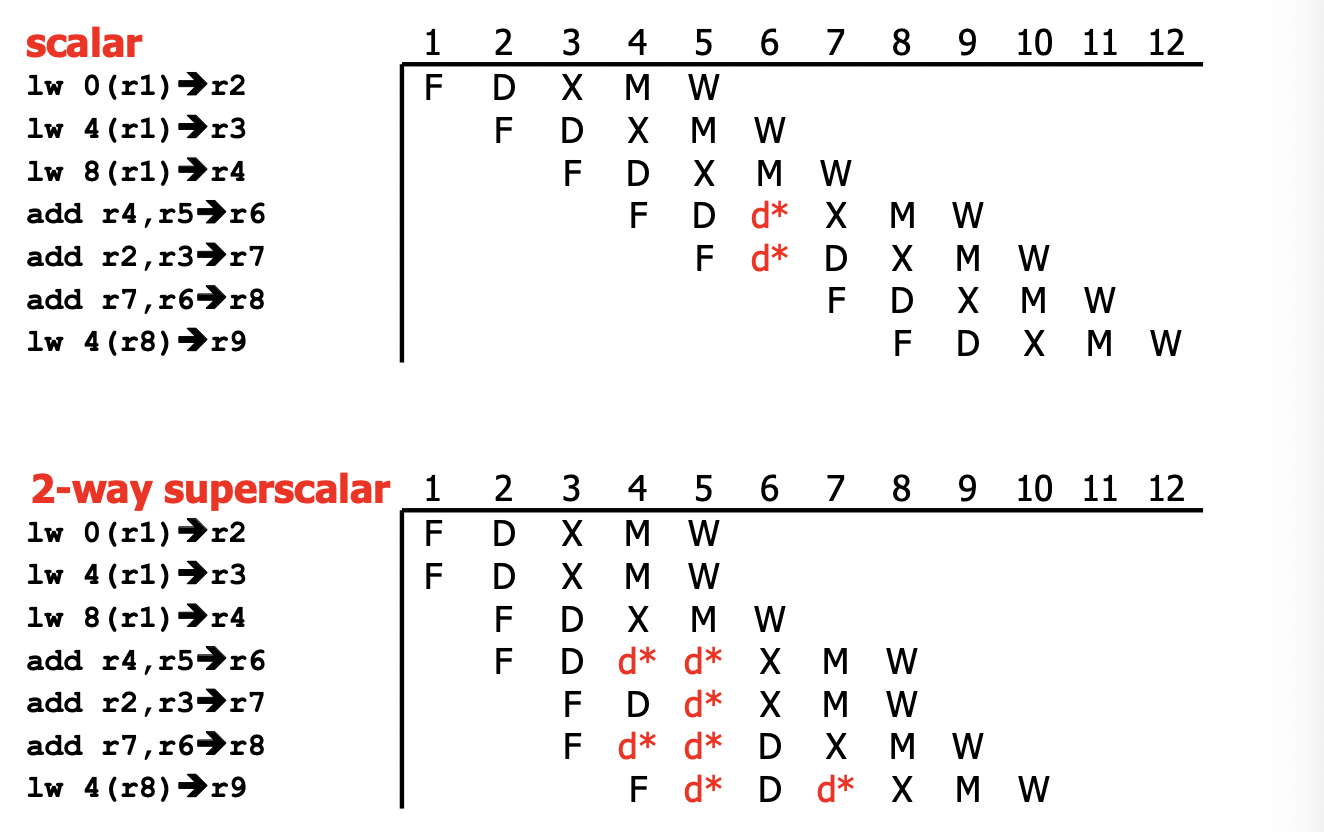 scalar 1 2 3 4 5 6 7 8 9 10 11 12
lw 0(r1)➔r2 F D X M W
lw 4(r1)➔r3 F D X M W
lw 8(r1)➔r4 F D X M W
add r4,r5➔r6 F D d* X M W
add r2,r3➔r7 F d* D X M W
add r7,r6➔r8 F D X M W
lw 4(r8)➔r9 F D X M W
2-way superscalar 1 2 3 4 5 6 7 8 9 10 11 12
lw 0(r1)➔r2 F D X M W
lw 4(r1)➔r3 F D X M W
lw 8(r1)➔r4 F D X M W
add r4,r5➔r6 F D d* d* X M W
add r2,r3➔r7 F D d* X M W
add r7,r6➔r8 F d* d* D X M W
lw 4(r8)➔r9 F d* D d* X M W